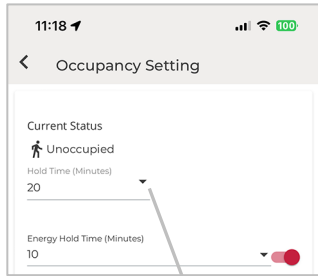 11:18
100
Occupancy Setting
Current Status
Unoccupied
Hold Time (Minutes)
20
Energy Hold Time (Minutes)
10